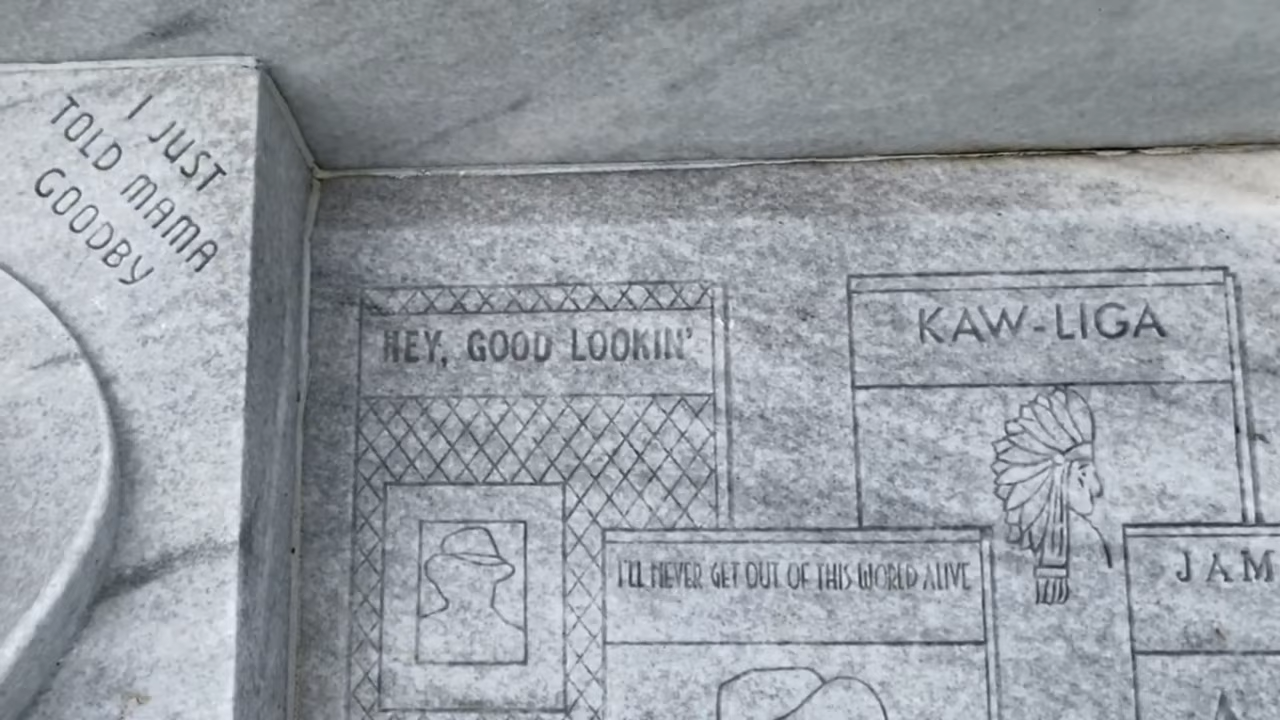 I JUST
TOLD MAMA
GOODBY
HEY, GOOD LOOKIN'
KAW-LIGA
I'LL NEVER GET OUT OF THIS WORLD ALIVE
JAM